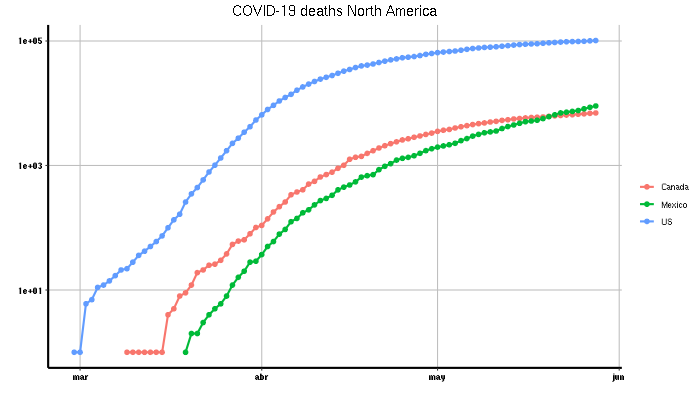 COVID-19 deaths North America
1e+05
1e+03
1e+01
mar abr may jun
Canada
Mexico
US